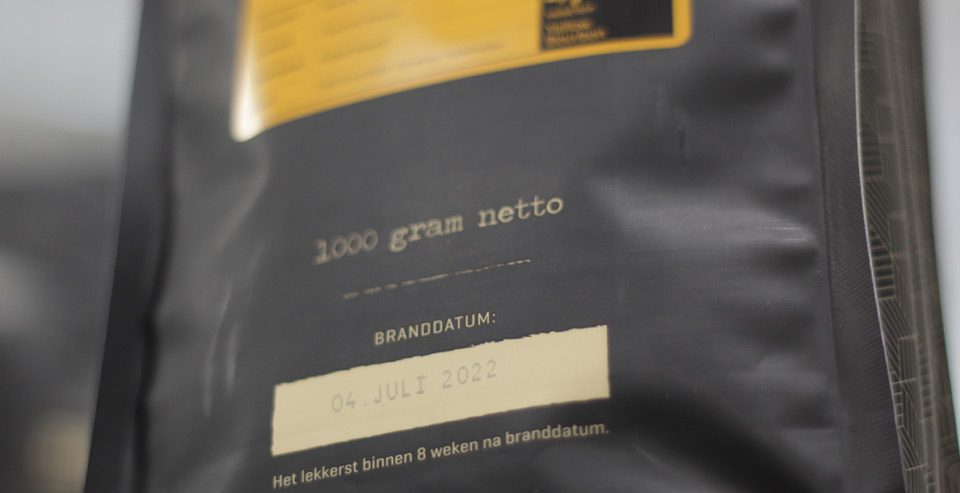 1000 gram netto
BRANDDATUM:
04.JULI 2022
Het lekkerst binnen 8 weken na branddatum.